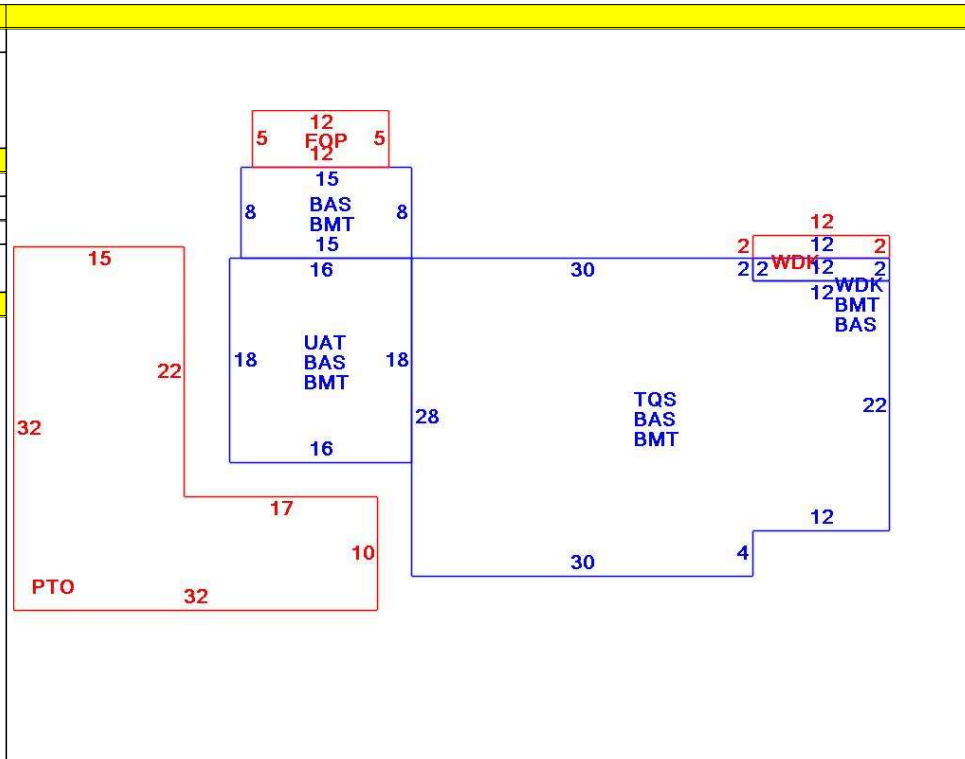 12
5 5
FOP
12
15
8 BAS 8
BMT
15
12
2 12 2
15
16 30 2 2 WDK 12 2
12 WDK
BMT
BAS
UAT
18 BAS 18
BMT
22
TQS
BAS
BMT
22
28
32
16
17
12
10 4
30
PTO
32